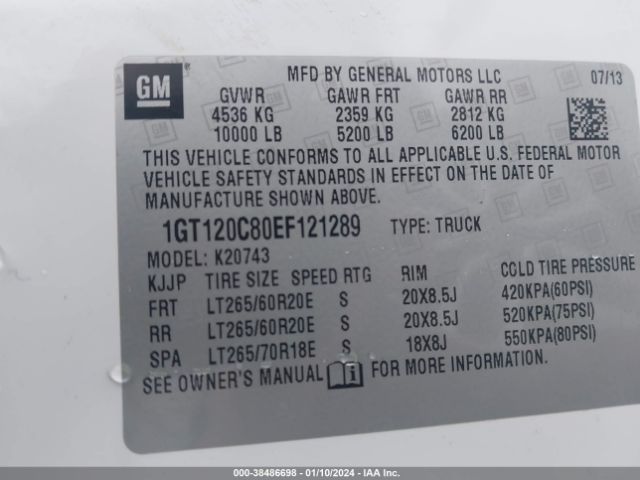 GM
MFD BY GENERAL MOTORS LLC 07/13
GVWR GAWR FRT GAWR RR
4536 KG 2359 KG 2812 KG
10000 LB 5200 LB 6200 LB
THIS VEHICLE CONFORMS TO ALL APPLICABLE U.S. FEDERAL MOTOR
VEHICLE SAFETY STANDARDS IN EFFECT ON THE DATE OF
MANUFACTURE SHOWN ABOVE.
1GT120C80EF121289 TYPE: TRUCK
MODEL: K20743
KJJP TIRE SIZE SPEED RTG RIM COLD TIRE PRESSURE
FRT LT265/60R20E S 20X8.5J 420KPA(60PSI)
RR LT265/60R20E S 20X8.5J 520KPA(75PSI)
SPA LT265/70R18E S 18X8J 550KPA(80PSI)
SEE OWNER'S MANUAL i FOR MORE INFORMATION.
000-38486698 - 01/10/2024 - IAA Inc.